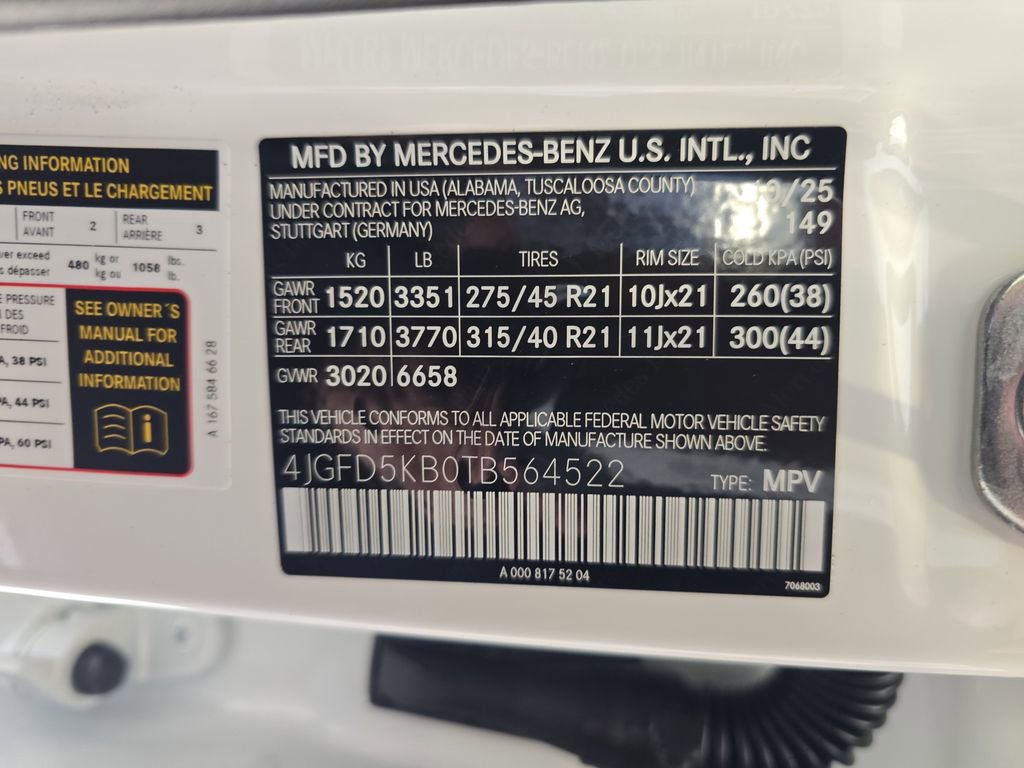 NG INFORMATION
S PNEUS ET LE CHARGEMENT
FRONT 2 REAR 3
AVANT ARRIÈRE
ver exceed 480 kg or 1058 lbs.
s dépasser kg ou lb.
E PRESSURE
N DES
FROID
A, 38 PSI
PA, 44 PSI
PA, 60 PSI
SEE OWNER´S
MANUAL FOR
ADDITIONAL
INFORMATION
A 167 584 66 28
MFD BY MERCEDES-BENZ U.S. INTL., INC
MANUFACTURED IN USA (ALABAMA, TUSCALOOSA COUNTY) 10/25
UNDER CONTRACT FOR MERCEDES-BENZ AG, 149
STUTTGART (GERMANY)
KG LB TIRES RIM SIZE COLD KPA (PSI)
GAWR FRONT 1520 3351 275/45 R21 10Jx21 260(38)
GAWR REAR 1710 3770 315/40 R21 11Jx21 300(44)
GVWR 3020 6658
THIS VEHICLE CONFORMS TO ALL APPLICABLE FEDERAL MOTOR VEHICLE SAFETY
STANDARDS IN EFFECT ON THE DATE OF MANUFACTURE SHOWN ABOVE.
4JGFD5KB0TB564522 TYPE: MPV
A 000 817 52 04
7068003